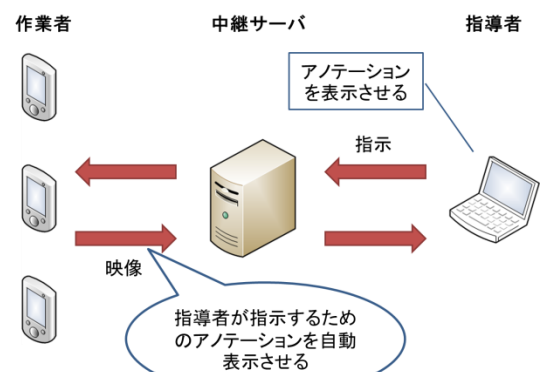 作業者
中継サーバ
指導者
アノテーション
を表示させる
指示
映像
指導者が指示するため
のアノテーションを自動
表示させる